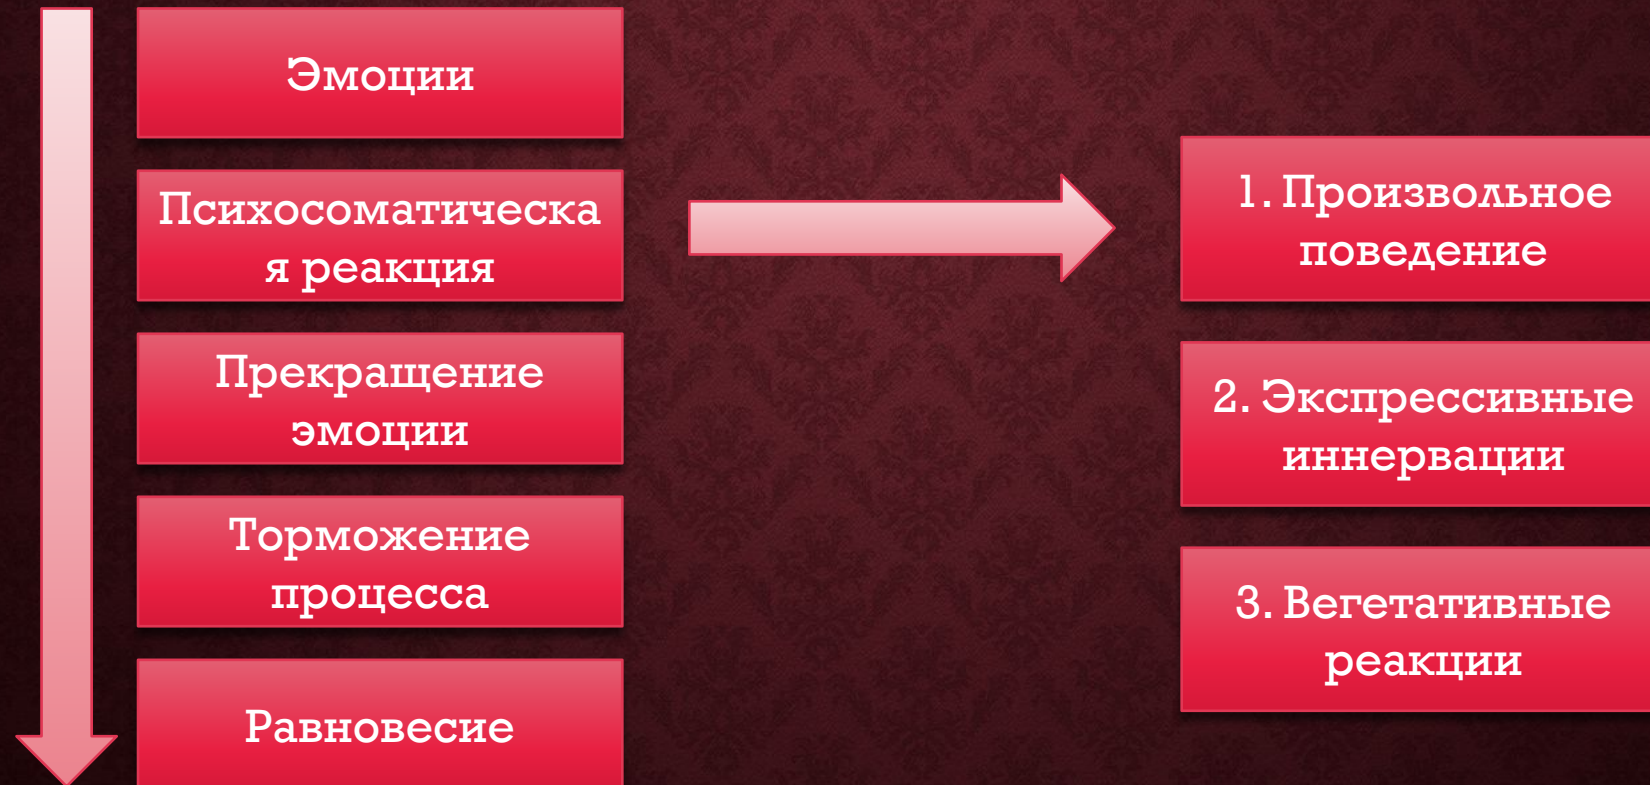 Эмоции
Психосоматическа
я реакция
Прекращение
эмоции
Торможение
процесса
Равновесие
1. Произвольное
поведение
2. Экспрессивные
иннервации
3. Вегетативные
реакции